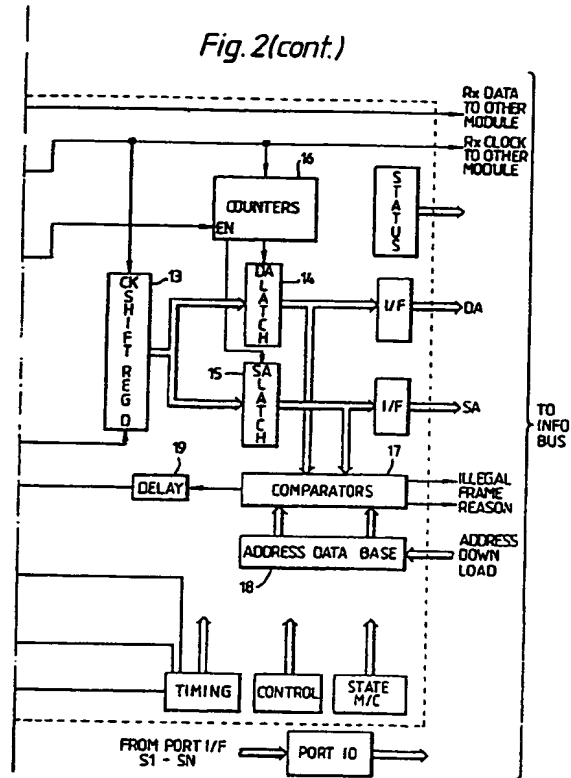 Fig. 2(cont.)
Rx DATA
TO OTHER
MODULE
Rx CLOCK
TO OTHER
MODULE
16
COUNTERS
EN
STATUS
13
CK
SHIFT REG
D
14
DA
LATCH
I/F
DA
15
SA
LATCH
I/F
SA
TO
INFO
BUS
17
COMPARATORS
ILLEGAL
FRAME
REASON
19
DELAY
ADDRESS DATA BASE
18
ADDRESS
DOWN
LOAD
TIMING
CONTROL
STATE
M/C
FROM PORT I/F
S1 - SN
PORT IO